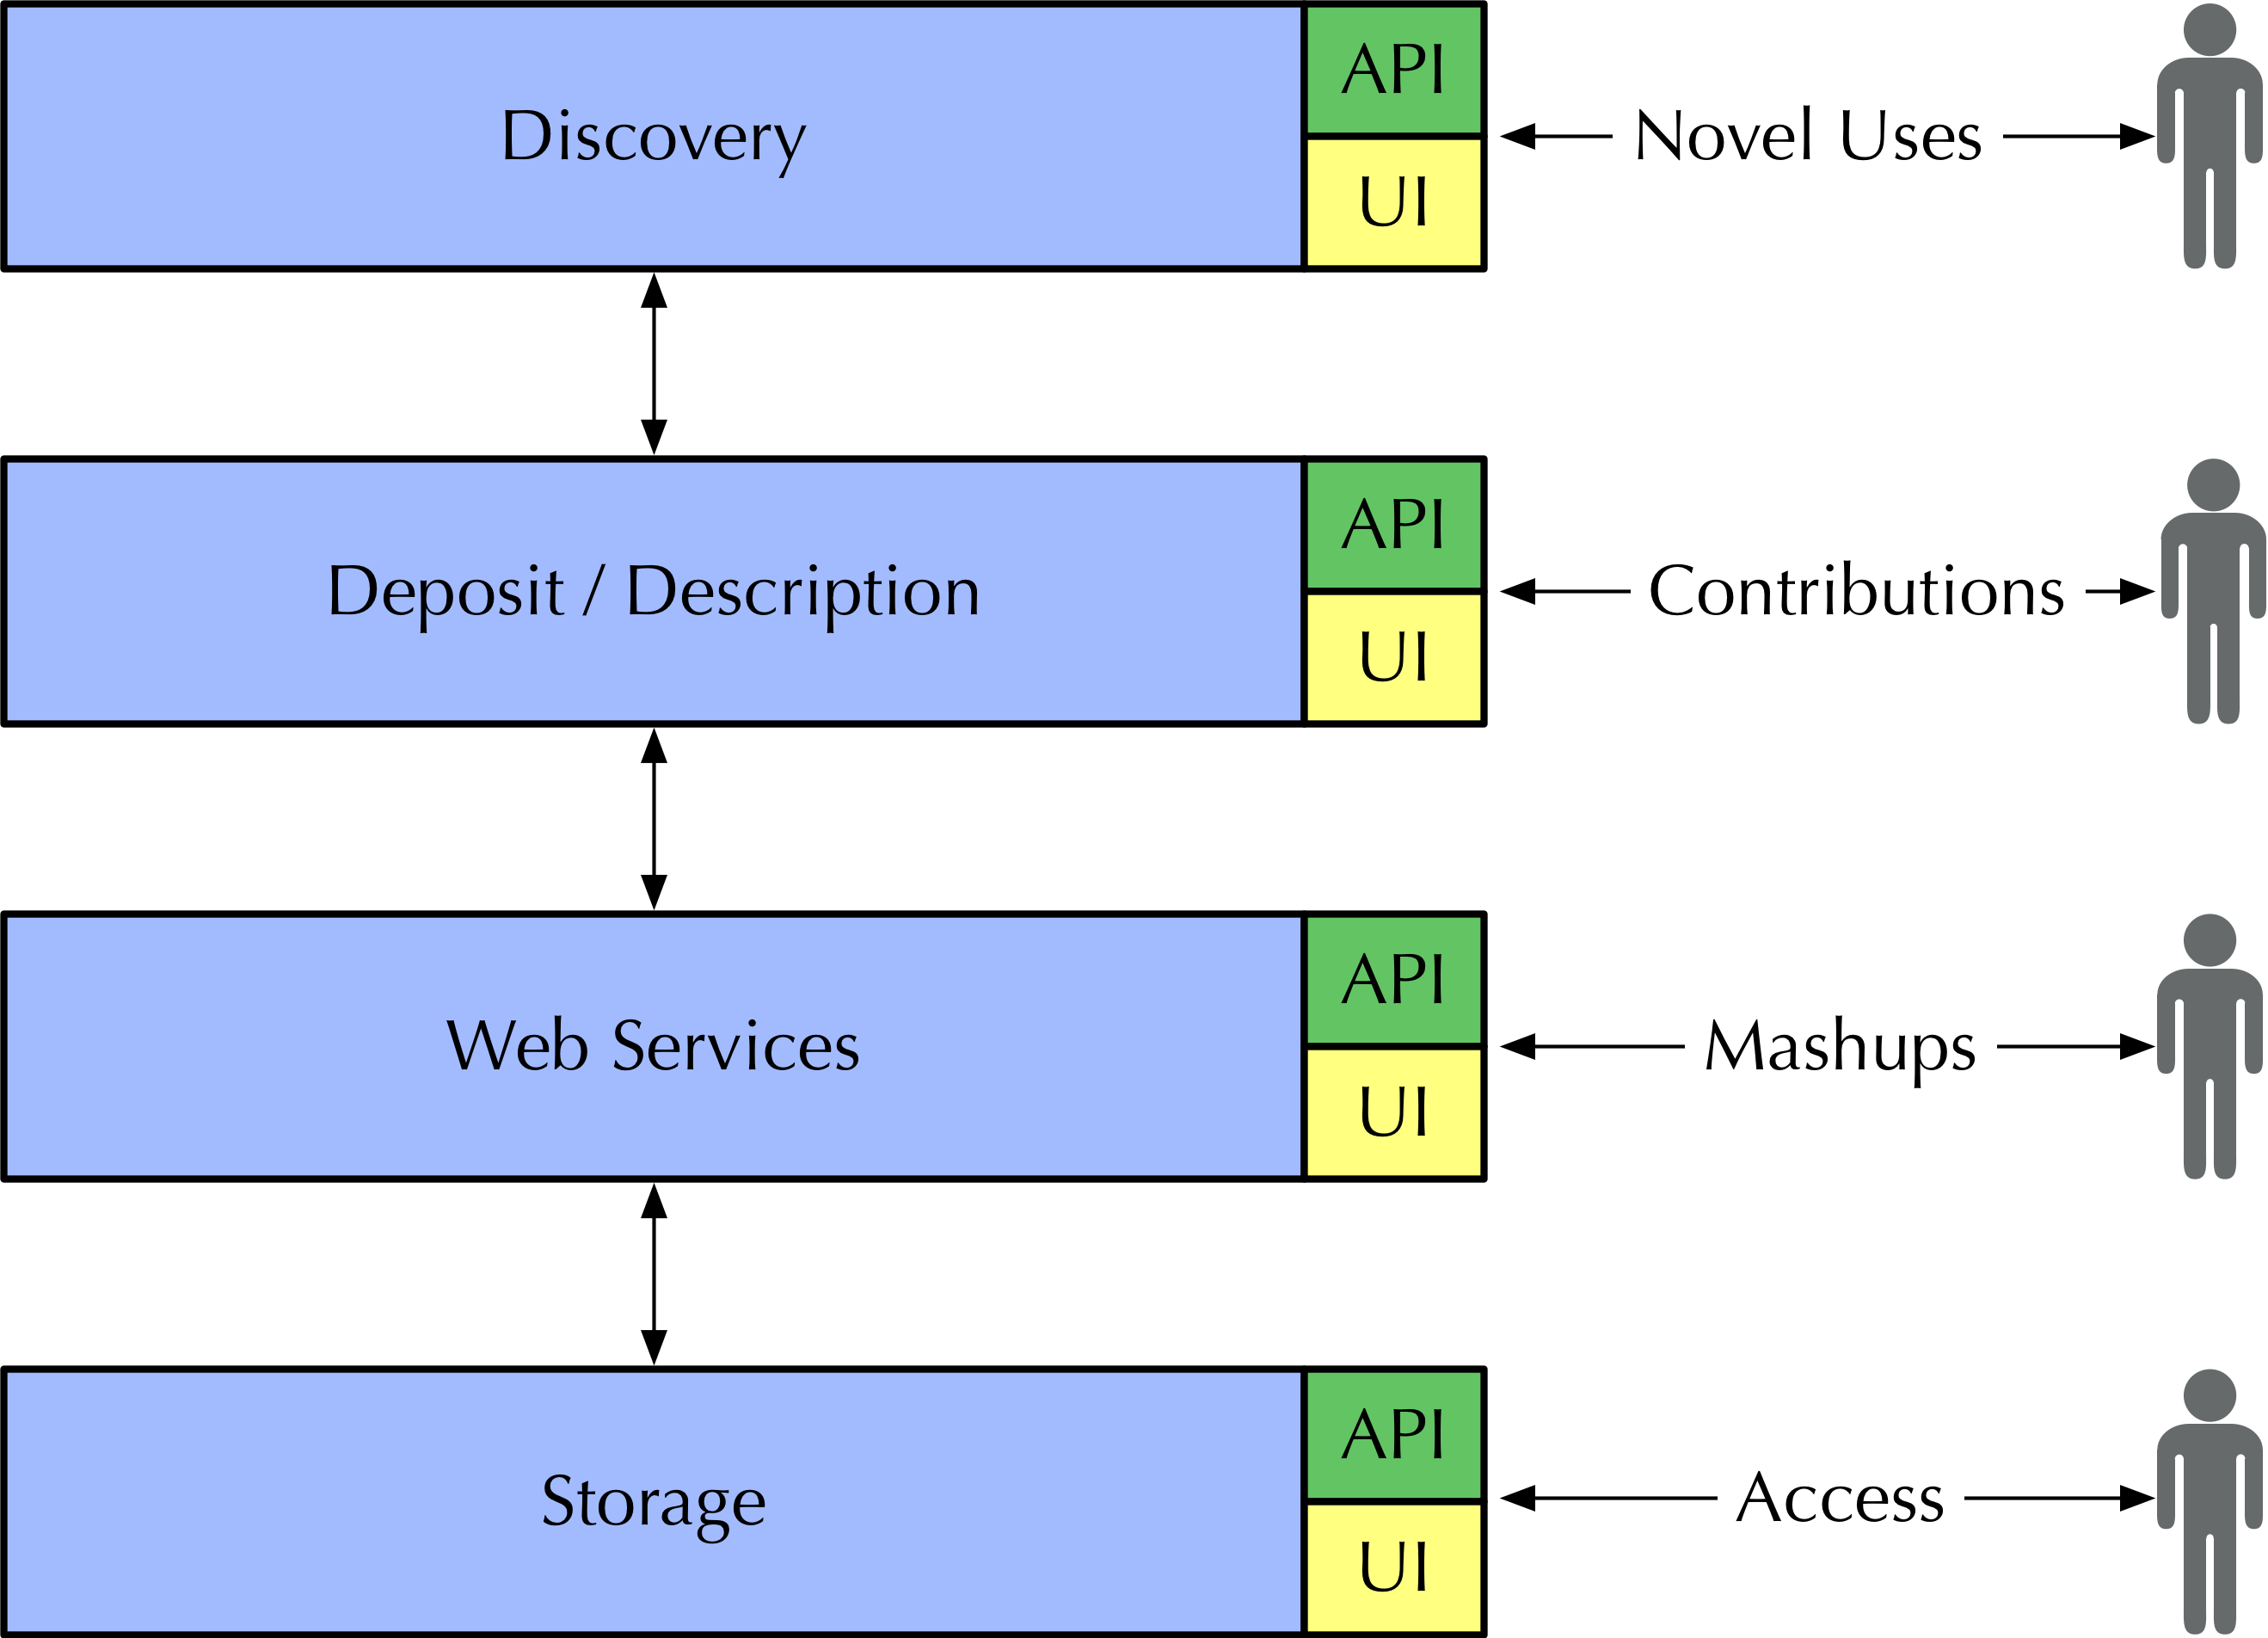 Discovery
API
UI
Novel Uses
Deposit / Description
API
UI
Contributions
Web Services
API
UI
Mashups
Storage
API
UI
Access